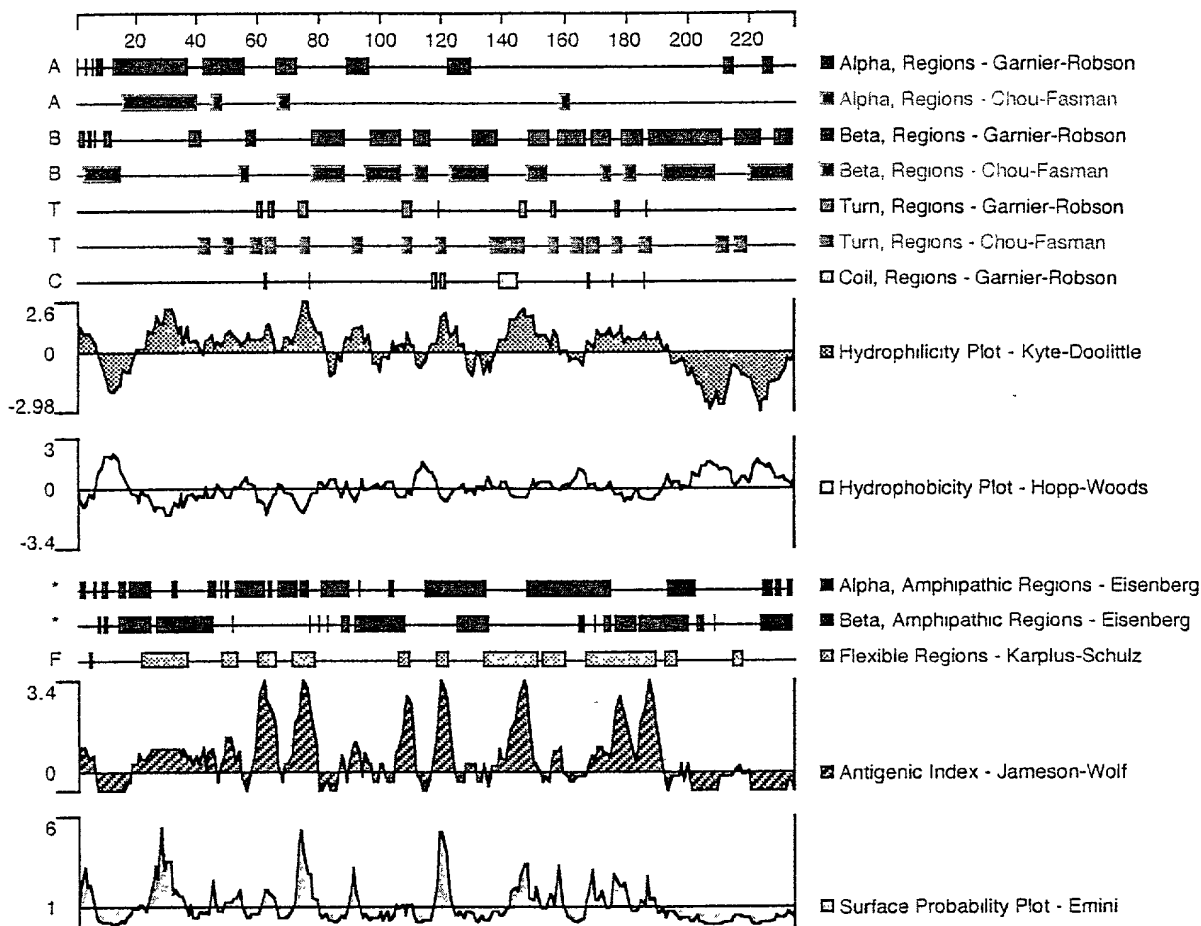 20 40 60 80 100 120 140 160 180 200 220
A Alpha, Regions - Garnier-Robson
A Alpha, Regions - Chou-Fasman
B Beta, Regions - Garnier-Robson
B Beta, Regions - Chou-Fasman
T Turn, Regions - Garnier-Robson
T Turn, Regions - Chou-Fasman
C Coil, Regions - Garnier-Robson
2.6
0 Hydrophilicity Plot - Kyte-Doolittle
-2.98
3
0 Hydrophobicity Plot - Hopp-Woods
-3.4
* Alpha, Amphipathic Regions - Eisenberg
* Beta, Amphipathic Regions - Eisenberg
F Flexible Regions - Karplus-Schulz
3.4
0 Antigenic Index - Jameson-Wolf
6
1 Surface Probability Plot - Emini